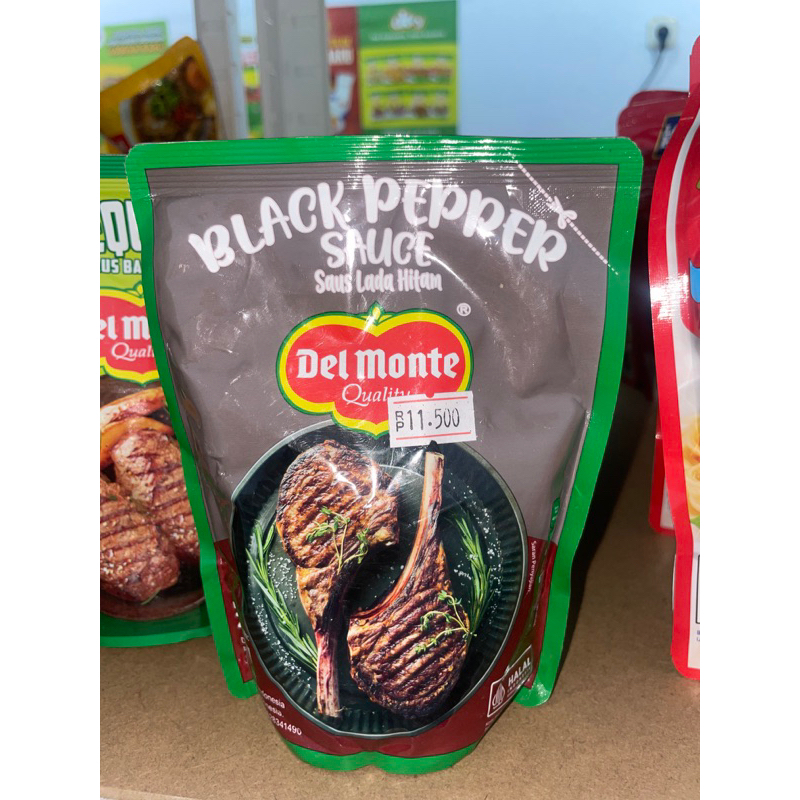 BLACK PEPPER
SAUCE
Saus Lada Hitam
®
Del Monte
Quality
RP11.500
HALAL